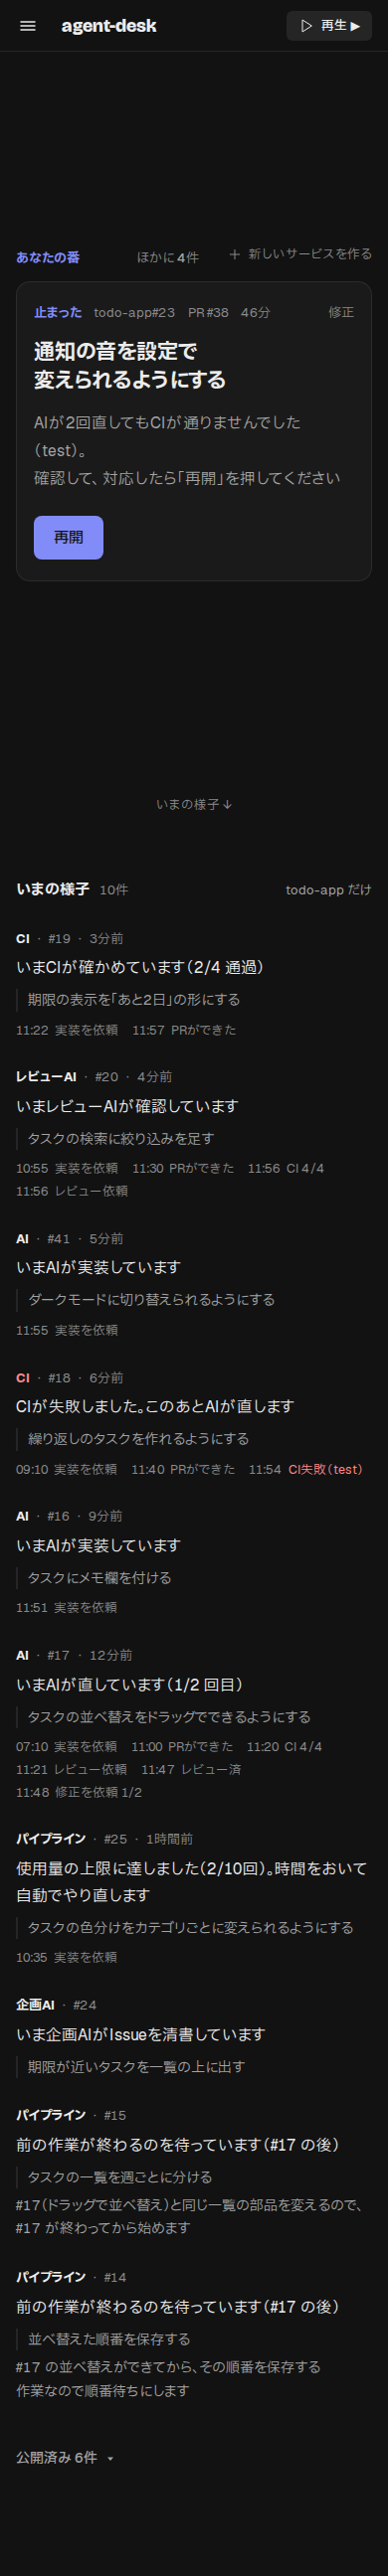 agent-desk
再生 ▶
あなたの番 ほかに4件 ＋ 新しいサービスを作る
止まった todo-app#23 PR#38 46分 修正
通知の音を設定で
変えられるようにする
AIが2回直してもCIが通りませんでした
（test）。
確認して、対応したら「再開」を押してください
再開
いまの様子 ↓
いまの様子 10件 todo-app だけ
CI · #19 · 3分前
いまCIが確かめています（2/4 通過）
期限の表示を「あと2日」の形にする
11:22 実装を依頼 11:57 PRができた
レビューAI · #20 · 4分前
いまレビューAIが確認しています
タスクの検索に絞り込みを足す
10:55 実装を依頼 11:30 PRができた 11:56 CI 4/4
11:56 レビュー依頼
AI · #41 · 5分前
いまAIが実装しています
ダークモードに切り替えられるようにする
11:55 実装を依頼
CI · #18 · 6分前
CIが失敗しました。このあとAIが直します
繰り返しのタスクを作れるようにする
09:10 実装を依頼 11:40 PRができた 11:54 CI失敗（test）
AI · #16 · 9分前
いまAIが実装しています
タスクにメモ欄を付ける
11:51 実装を依頼
AI · #17 · 12分前
いまAIが直しています（1/2 回目）
タスクの並べ替えをドラッグでできるようにする
07:10 実装を依頼 11:00 PRができた 11:20 CI 4/4
11:21 レビュー依頼 11:47 レビュー済
11:48 修正を依頼 1/2
パイプライン · #25 · 1時間前
使用量の上限に達しました（2/10回）。時間をおいて
自動でやり直します
タスクの色分けをカテゴリごとに変えられるようにする
10:35 実装を依頼
企画AI · #24
いま企画AIがIssueを清書しています
期限が近いタスクを一覧の上に出す
パイプライン · #15
前の作業が終わるのを待っています（#17 の後）
タスクの一覧を週ごとに分ける
#17（ドラッグで並べ替え）と同じ一覧の部品を変えるので、
#17 が終わってから始めます
パイプライン · #14
前の作業が終わるのを待っています（#17 の後）
並べ替えた順番を保存する
#17 の並べ替えができてから、その順番を保存する
作業なので順番待ちにします
公開済み 6件